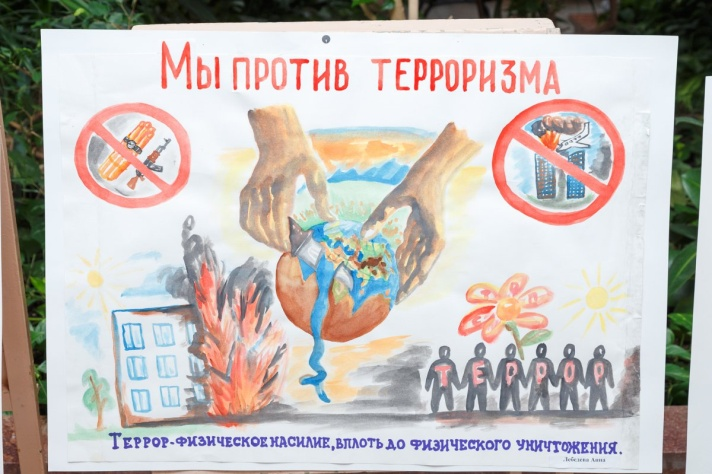 Мы против терроризма
ТЕРРОР
Террор-физическое насилие, вплоть до физического уничтожения.
Лебедева Анна